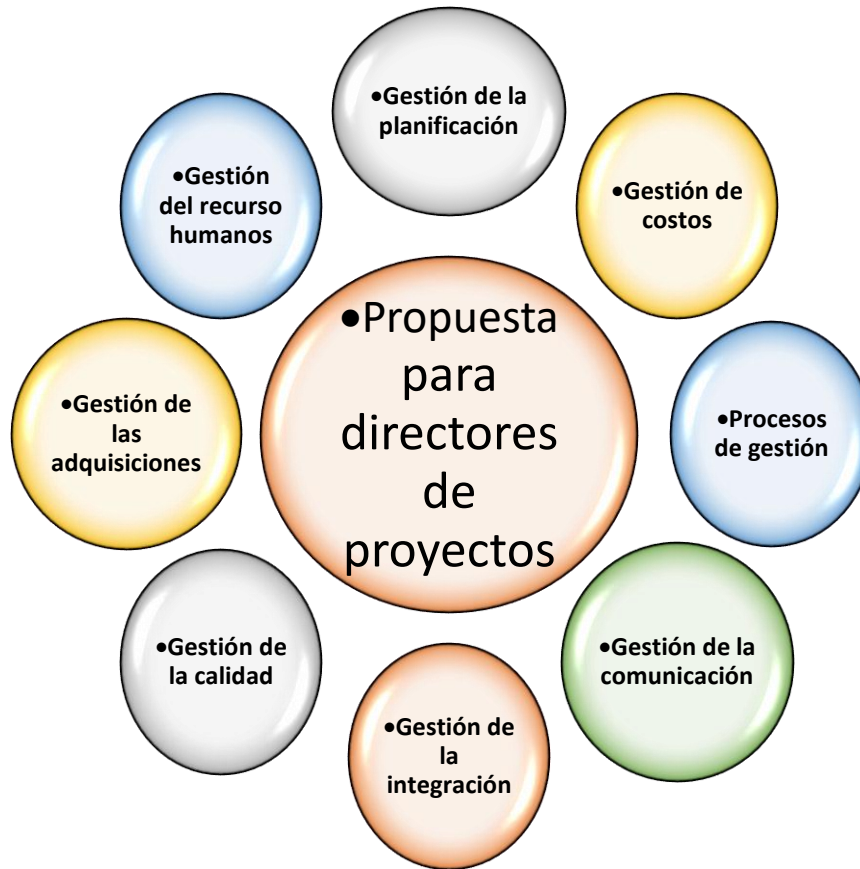 •Gestión de la
planificación
•Gestión de
costos
•Procesos
de gestión
•Gestión de la
comunicación
•Gestión de
la
integración
•Gestión de
la calidad
•Gestión de
las
adquisiciones
•Gestión
del recurso
humanos
•Propuesta
para
directores
de
proyectos